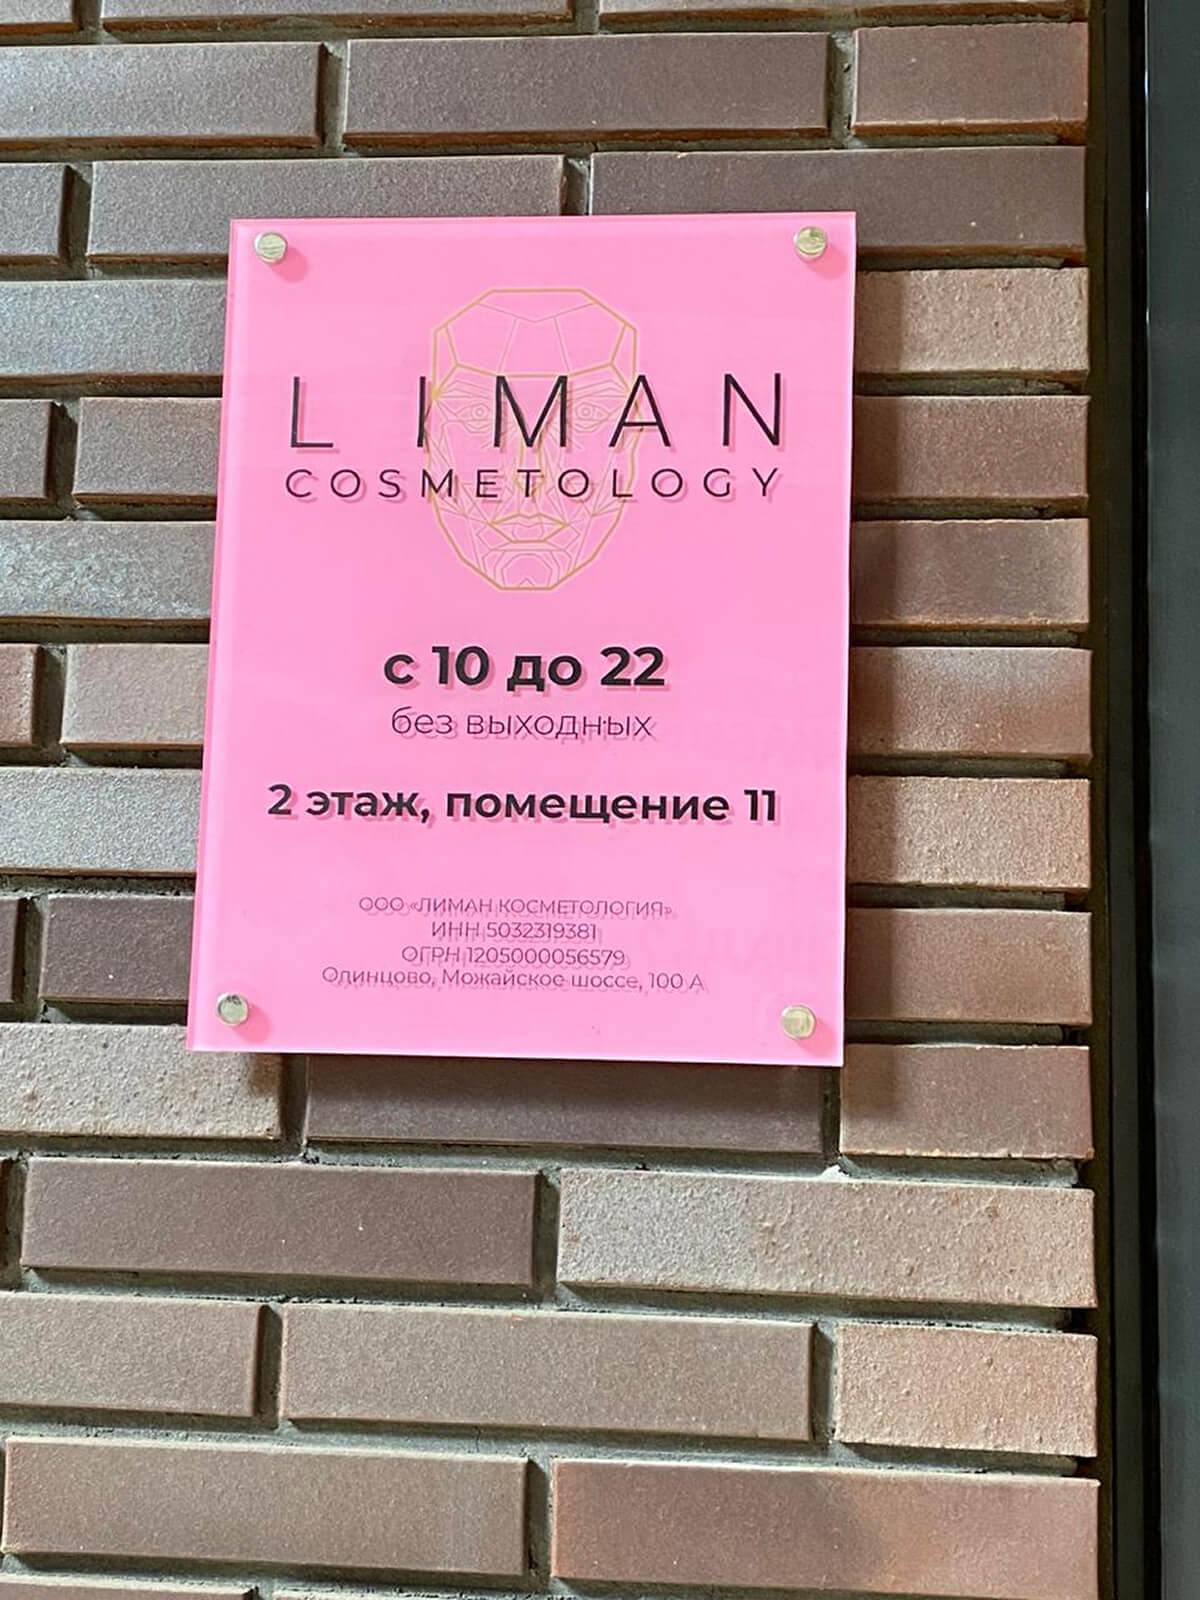 LIMAN
COSMETOLOGY
с 10 до 22
без выходных
2 этаж, помещение 11
ООО «ЛИМАН КОСМЕТОЛОГИЯ»
ИНН 5032319381
ОГРН 1205000056579
Одинцово, Можайское шоссе, 100 А